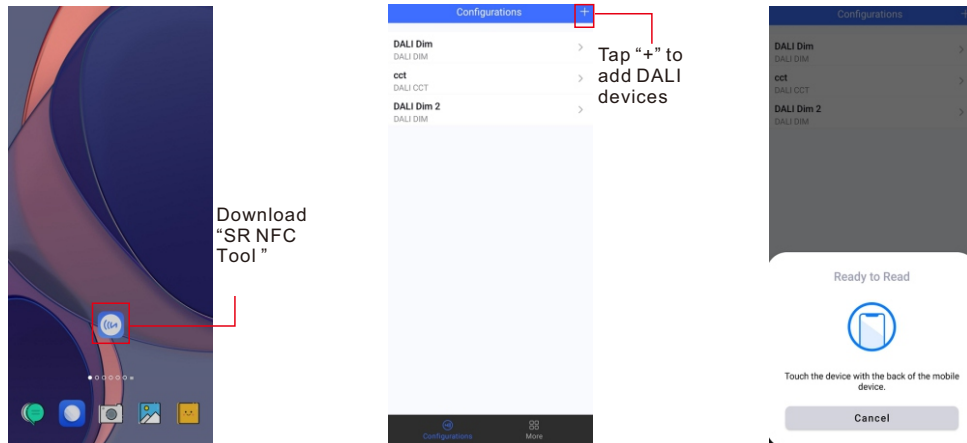 Download
“SR NFC
Tool ”
Configurations +
DALI Dim
DALI DIM
cct
DALI CCT
DALI Dim 2
DALI DIM
Configurations
More
Tap “+” to
add DALI
devices
Configurations +
DALI Dim
DALI DIM
cct
DALI CCT
DALI Dim 2
DALI DIM
Ready to Read
Touch the device with the back of the mobile
device.
Cancel